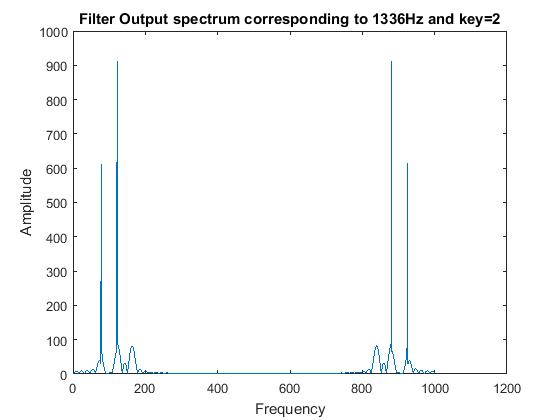 Filter Output spectrum corresponding to 1336Hz and key=2
1000
900
800
700
600
500
400
300
200
100
0
Amplitude
0 200 400 600 800 1000 1200
Frequency